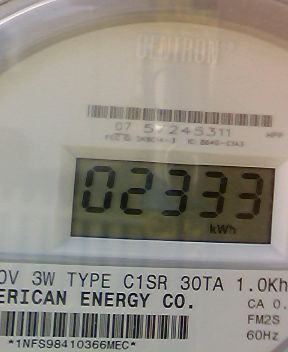 CENTRON
07 57245311
02333
kWh
0V 3W TYPE C1SR 30TA 1.0Kh
ERICAN ENERGY CO.
CA 0.
FM2S
60Hz
*1NFS98410366MEC*